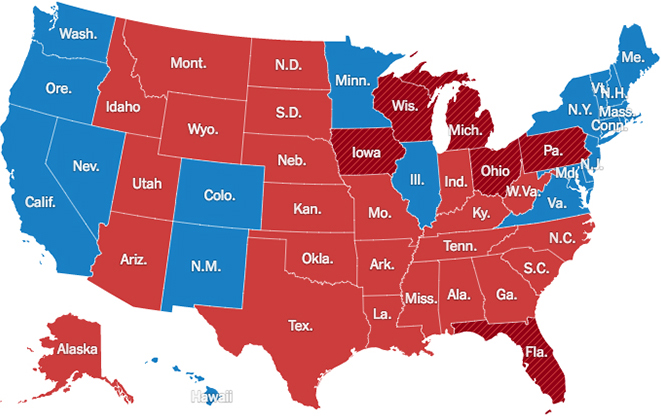 Wash.
Ore.
Calif.
Nev.
Idaho
Mont.
Wyo.
Utah
Ariz.
Colo.
N.M.
N.D.
S.D.
Neb.
Kan.
Okla.
Tex.
Minn.
Iowa
Mo.
Ark.
La.
Wis.
Ill.
Mich.
Ind.
Ohio
Ky.
Tenn.
Miss.
Ala.
Ga.
Fla.
S.C.
N.C.
Va.
W.Va.
Md.
Pa.
N.J.
N.Y.
Conn.
Mass.
Vt.
N.H.
Me.
Alaska
Hawaii